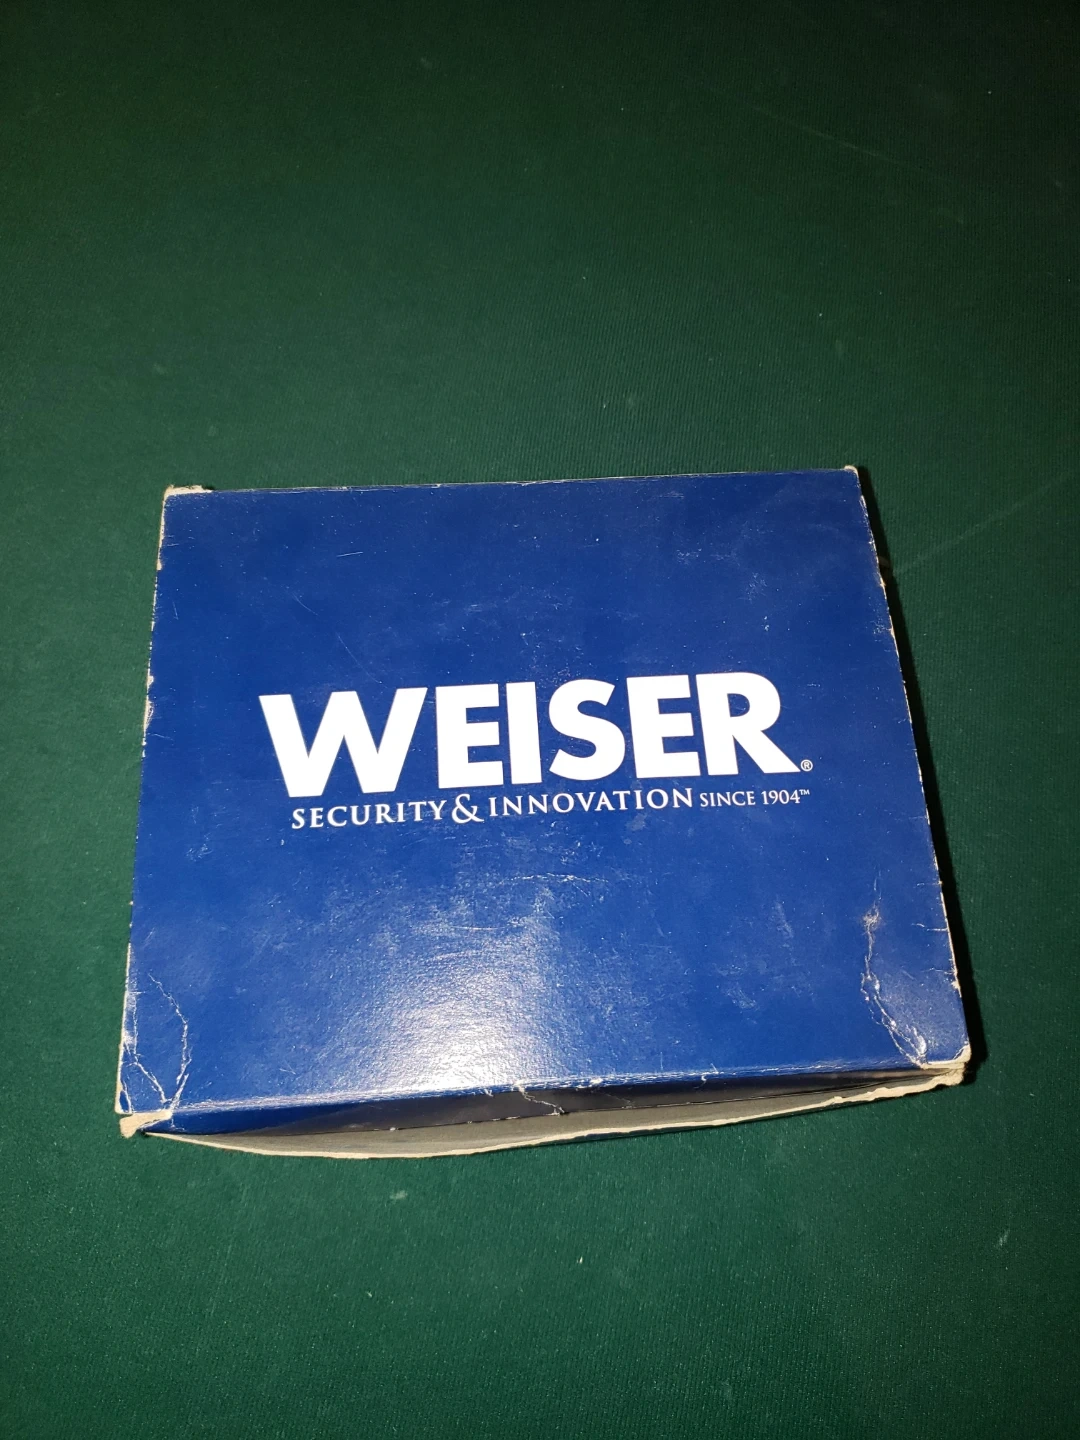 WEISER®
SECURITY & INNOVATION SINCE 1904™